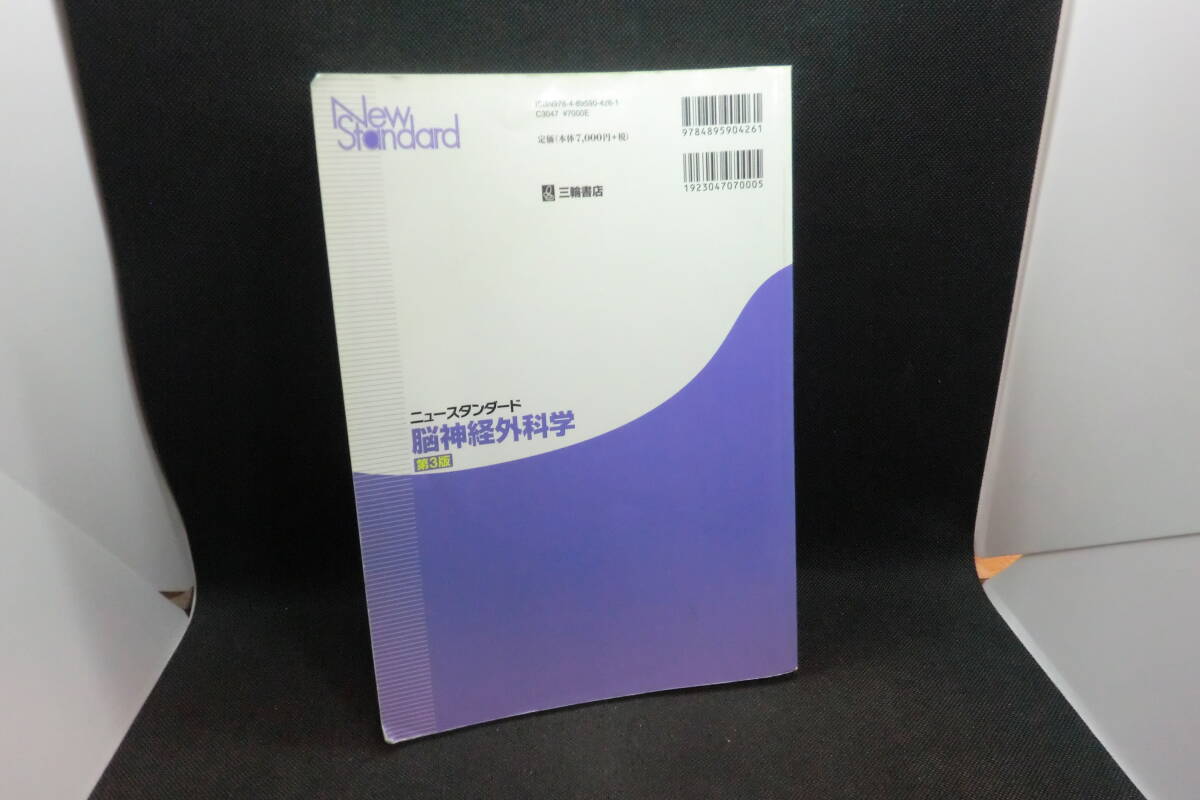 New
Standard
ISBN978-4-89590-426-1
C3047 ¥7000E
定価(本体7,000円+税)
三輪書店
9784895904261
1923047070005
ニュースタンダード
脳神経外科学
第3版